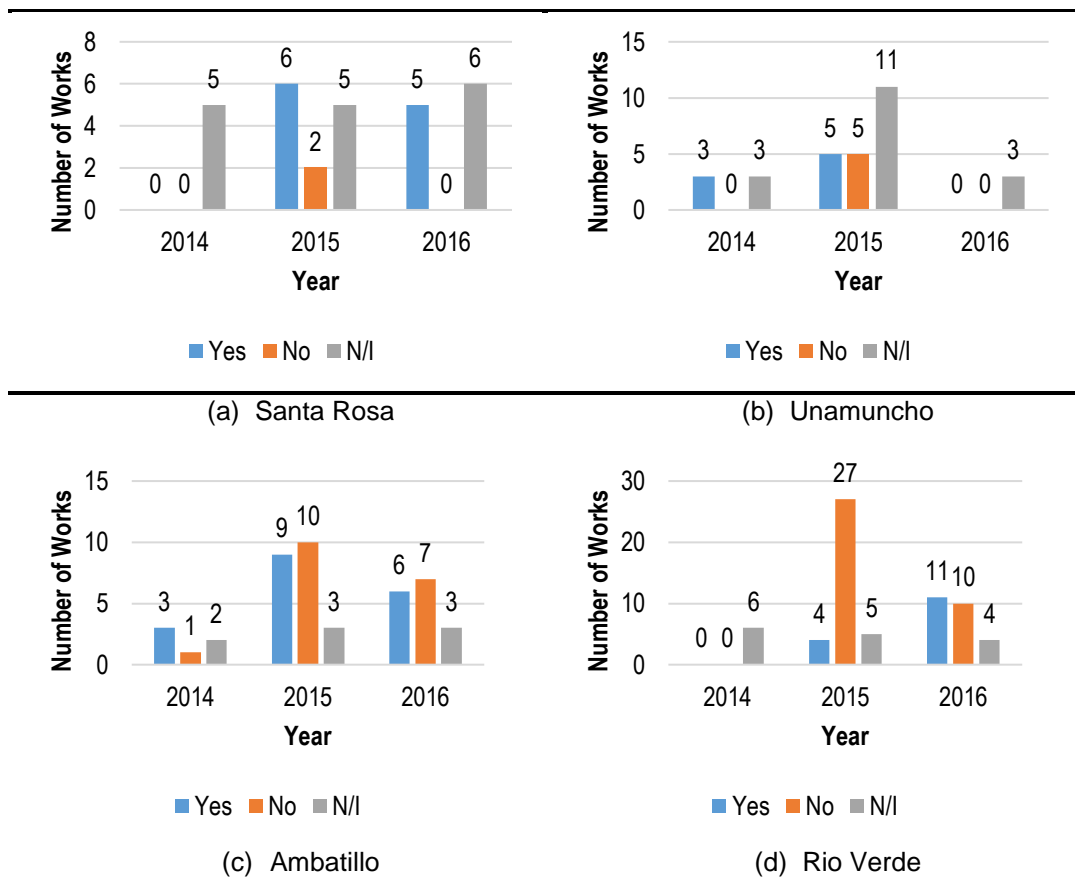 8
6
4
2
0
Number of Works
0 0 5
6 2 5
5 0 6
2014 2015 2016
Year
Yes No N/I
(a) Santa Rosa
15
10
5
0
Number of Works
3 0 3
5 5 11
0 0 3
2014 2015 2016
Year
Yes No N/I
(b) Unamuncho
15
10
5
0
Number of Works
3 1 2
9 10 3
6 7 3
2014 2015 2016
Year
Yes No N/I
(c) Ambatillo
30
20
10
0
Number of Works
0 0 6
4 27 5
11 10 4
2014 2015 2016
Year
Yes No N/I
(d) Rio Verde